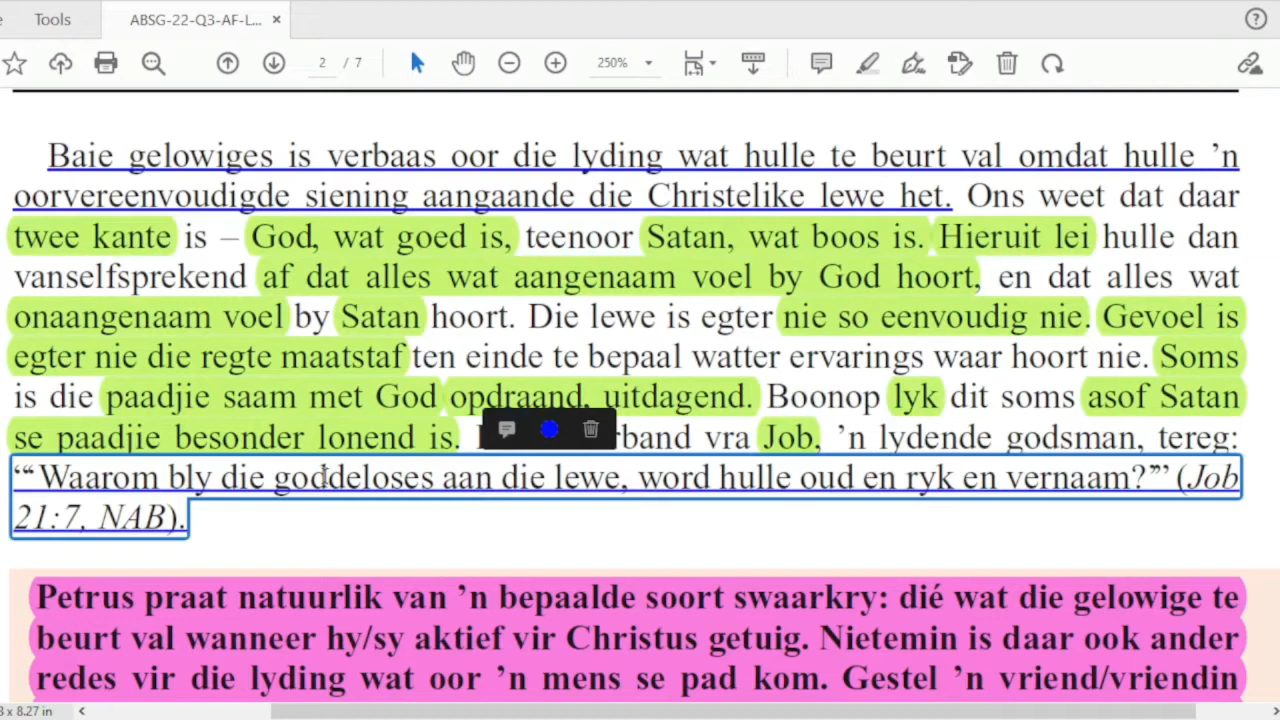 e
Tools
ABSG-22-Q3-AF-L... ×
2 / 7
250%
Baie gelowiges is verbaas oor die lyding wat hulle te beurt val omdat hulle ’n
oorvereenvoudigde siening aangaande die Christelike lewe het. Ons weet dat daar
twee kante is – God, wat goed is, teenoor Satan, wat boos is. Hieruit lei hulle dan
vanselfsprekend af dat alles wat aangenaam voel by God hoort, en dat alles wat
onaangenaam voel by Satan hoort. Die lewe is egter nie so eenvoudig nie. Gevoel is
egter nie die regte maatstaf ten einde te bepaal watter ervarings waar hoort nie. Soms
is die paadjie saam met God opdraand, uitdagend. Boonop lyk dit soms asof Satan
se paadjie besonder lonend is. rband vra Job, ’n lydende godsman, tereg:
“‘Waarom bly die goddeloses aan die lewe, word hulle oud en ryk en vernaam?’” (Job
21:7, NAB).
Petrus praat natuurlik van ’n bepaalde soort swaarkry: dié wat die gelowige te
beurt val wanneer hy/sy aktief vir Christus getuig. Nietemin is daar ook ander
redes vir die lyding wat oor ’n mens se pad kom. Gestel ’n vriend/vriendin
x 8.27 in